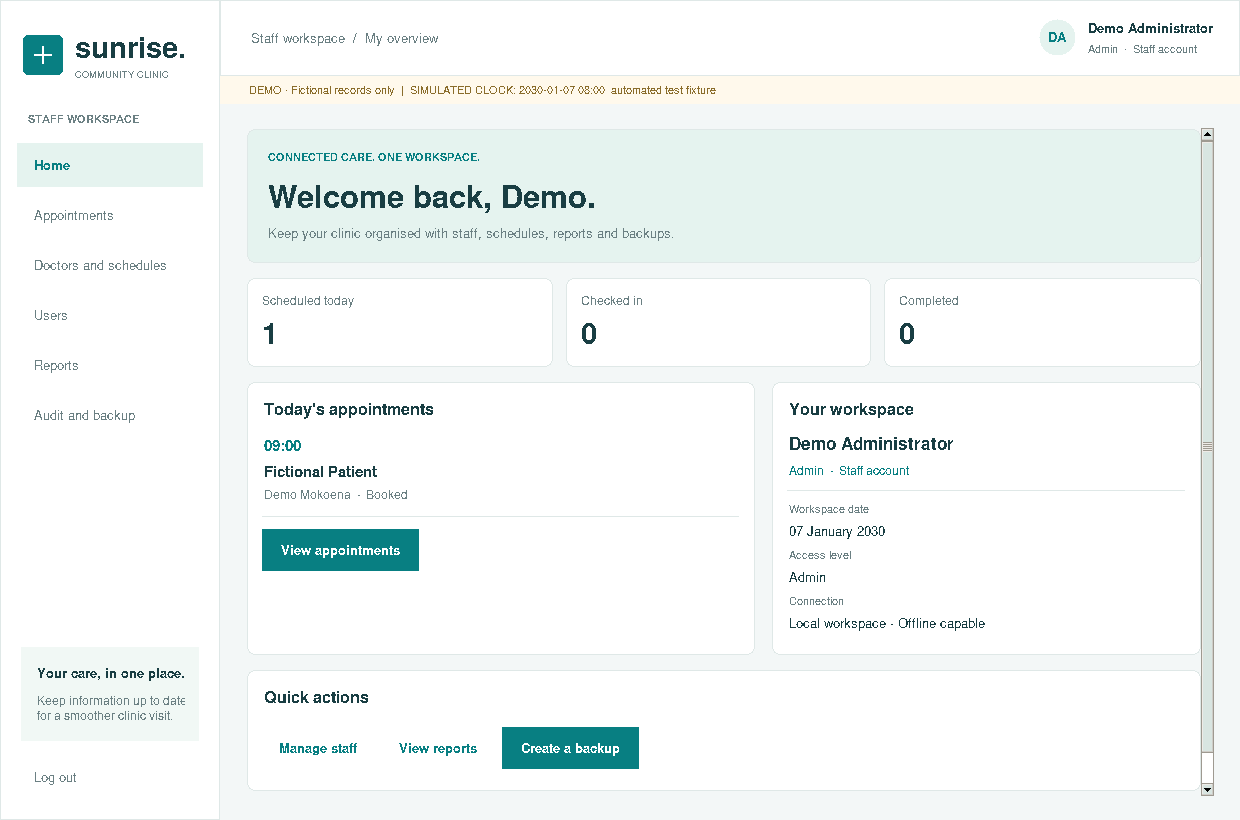 sunrise.
COMMUNITY CLINIC
STAFF WORKSPACE
Home
Appointments
Doctors and schedules
Users
Reports
Audit and backup
Your care, in one place.
Keep information up to date
for a smoother clinic visit.
Log out
Staff workspace / My overview
DA
Demo Administrator
Admin · Staff account
DEMO · Fictional records only | SIMULATED CLOCK: 2030-01-07 08:00 automated test fixture
CONNECTED CARE. ONE WORKSPACE.
Welcome back, Demo.
Keep your clinic organised with staff, schedules, reports and backups.
Scheduled today
1
Checked in
0
Completed
0
Today's appointments
09:00
Fictional Patient
Demo Mokoena · Booked
View appointments
Your workspace
Demo Administrator
Admin · Staff account
Workspace date
07 January 2030
Access level
Admin
Connection
Local workspace · Offline capable
Quick actions
Manage staff
View reports
Create a backup